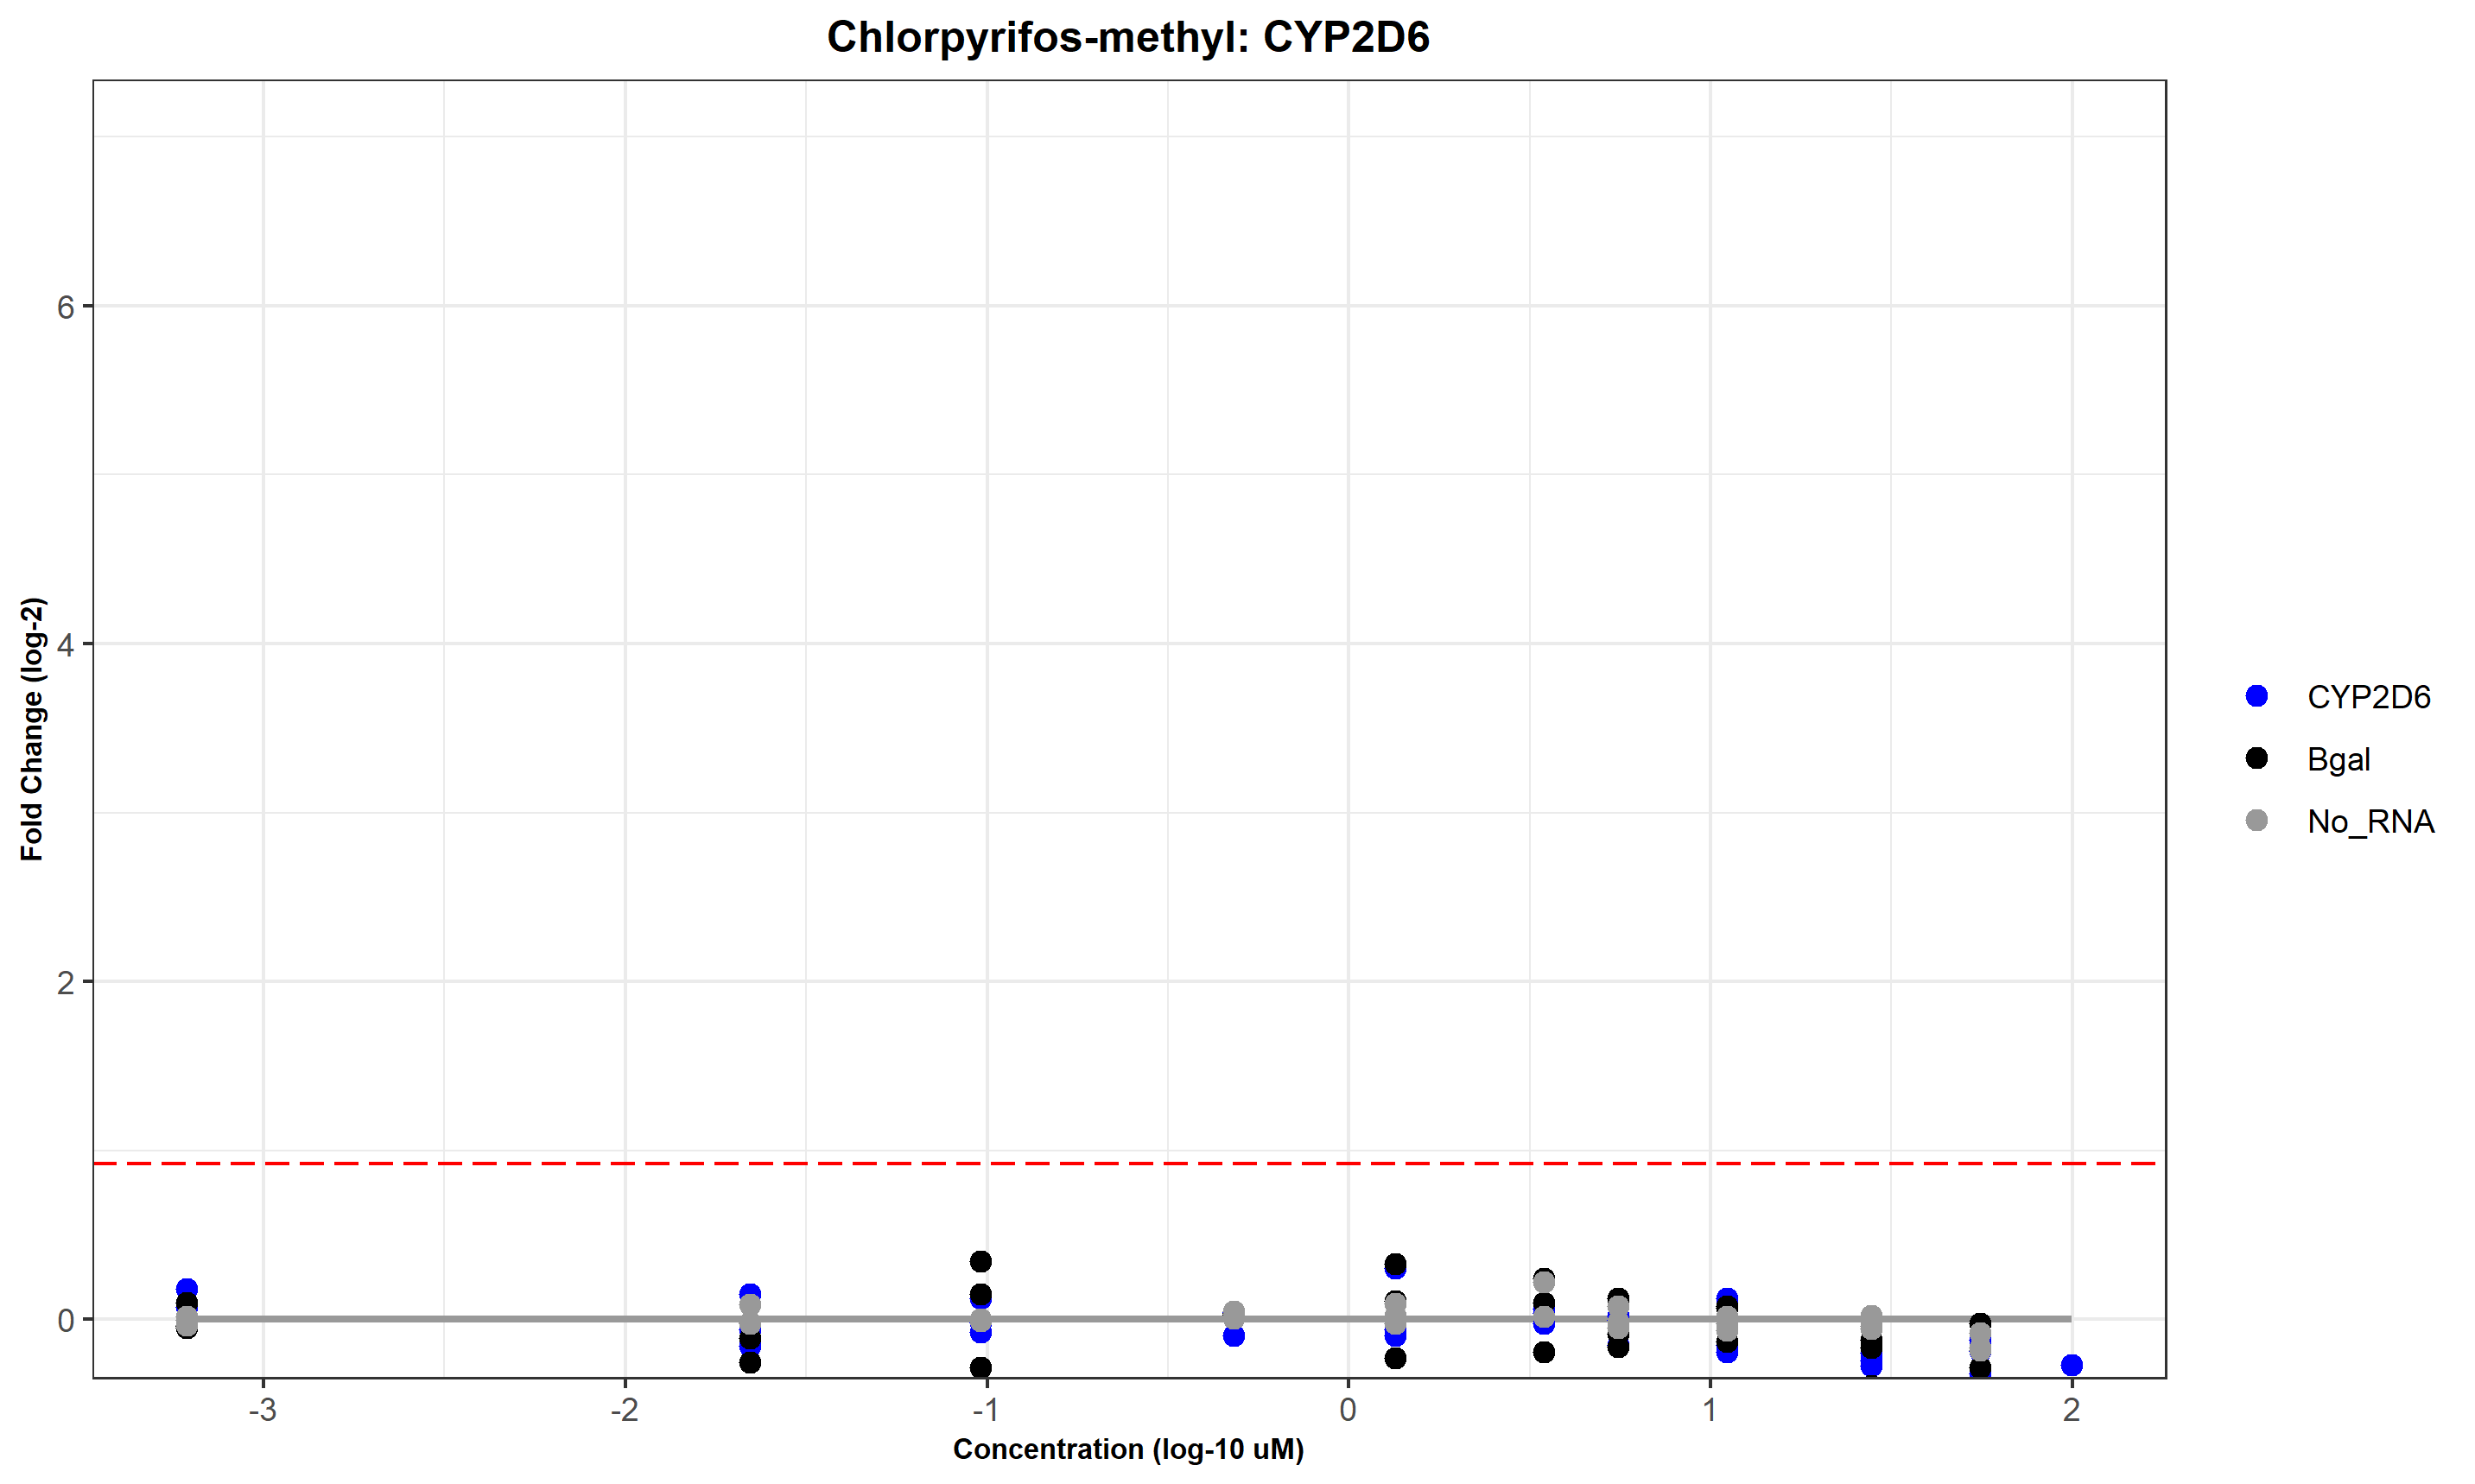 Chlorpyrifos-methyl: CYP2D6
Fold Change (log-2)
6
4
2
0
-3
-2
-1
0
1
2
Concentration (log-10 uM)
CYP2D6
Bgal
No_RNA